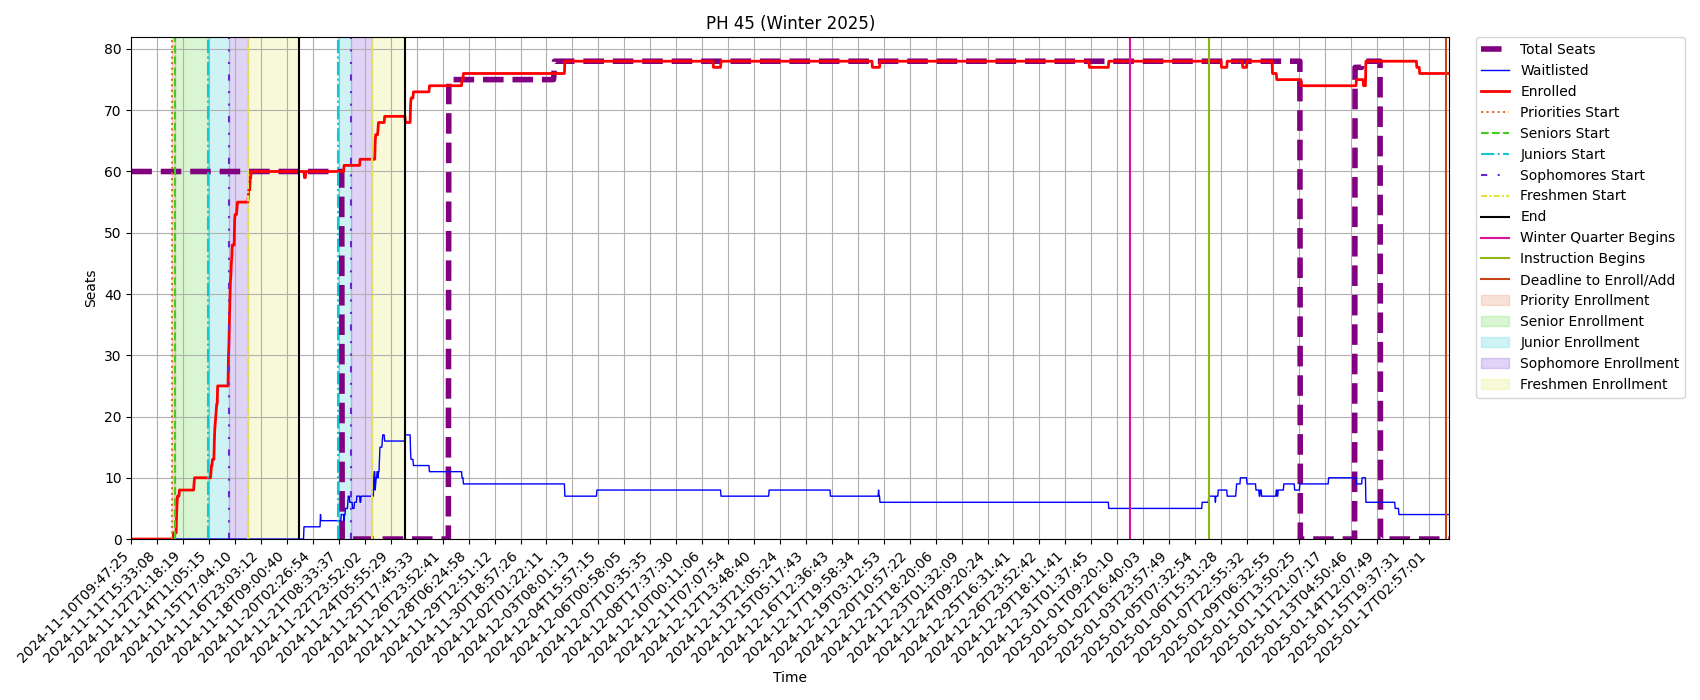 PH 45 (Winter 2025)
Seats
80
70
60
50
40
30
20
10
0
2024-11-10T09:47:25
2024-11-11T15:33:08
2024-11-12T21:18:19
2024-11-14T11:05:15
2024-11-15T17:04:10
2024-11-16T23:03:12
2024-11-18T09:00:40
2024-11-20T02:26:54
2024-11-21T08:33:37
2024-11-22T23:52:02
2024-11-24T05:55:29
2024-11-25T17:45:33
2024-11-26T23:52:41
2024-11-28T06:24:58
2024-11-29T12:51:12
2024-11-30T18:57:26
2024-12-02T01:22:11
2024-12-03T08:01:13
2024-12-04T15:57:15
2024-12-06T00:58:05
2024-12-07T10:35:35
2024-12-08T17:37:30
2024-12-10T00:11:06
2024-12-11T07:07:54
2024-12-12T13:48:40
2024-12-13T21:05:24
2024-12-15T05:17:43
2024-12-16T12:36:43
2024-12-17T19:58:34
2024-12-19T03:12:53
2024-12-20T10:57:22
2024-12-21T18:20:06
2024-12-23T01:32:09
2024-12-24T09:20:24
2024-12-25T16:31:41
2024-12-26T23:52:42
2024-12-29T18:11:41
2024-12-31T01:37:45
2025-01-01T09:20:10
2025-01-02T16:40:03
2025-01-03T23:57:49
2025-01-05T07:32:54
2025-01-06T15:31:28
2025-01-07T22:55:32
2025-01-09T06:32:55
2025-01-10T13:50:25
2025-01-11T21:07:17
2025-01-13T04:50:46
2025-01-14T12:07:49
2025-01-15T19:37:31
2025-01-17T02:57:01
Time
Total Seats
Waitlisted
Enrolled
Priorities Start
Seniors Start
Juniors Start
Sophomores Start
Freshmen Start
End
Winter Quarter Begins
Instruction Begins
Deadline to Enroll/Add
Priority Enrollment
Senior Enrollment
Junior Enrollment
Sophomore Enrollment
Freshmen Enrollment